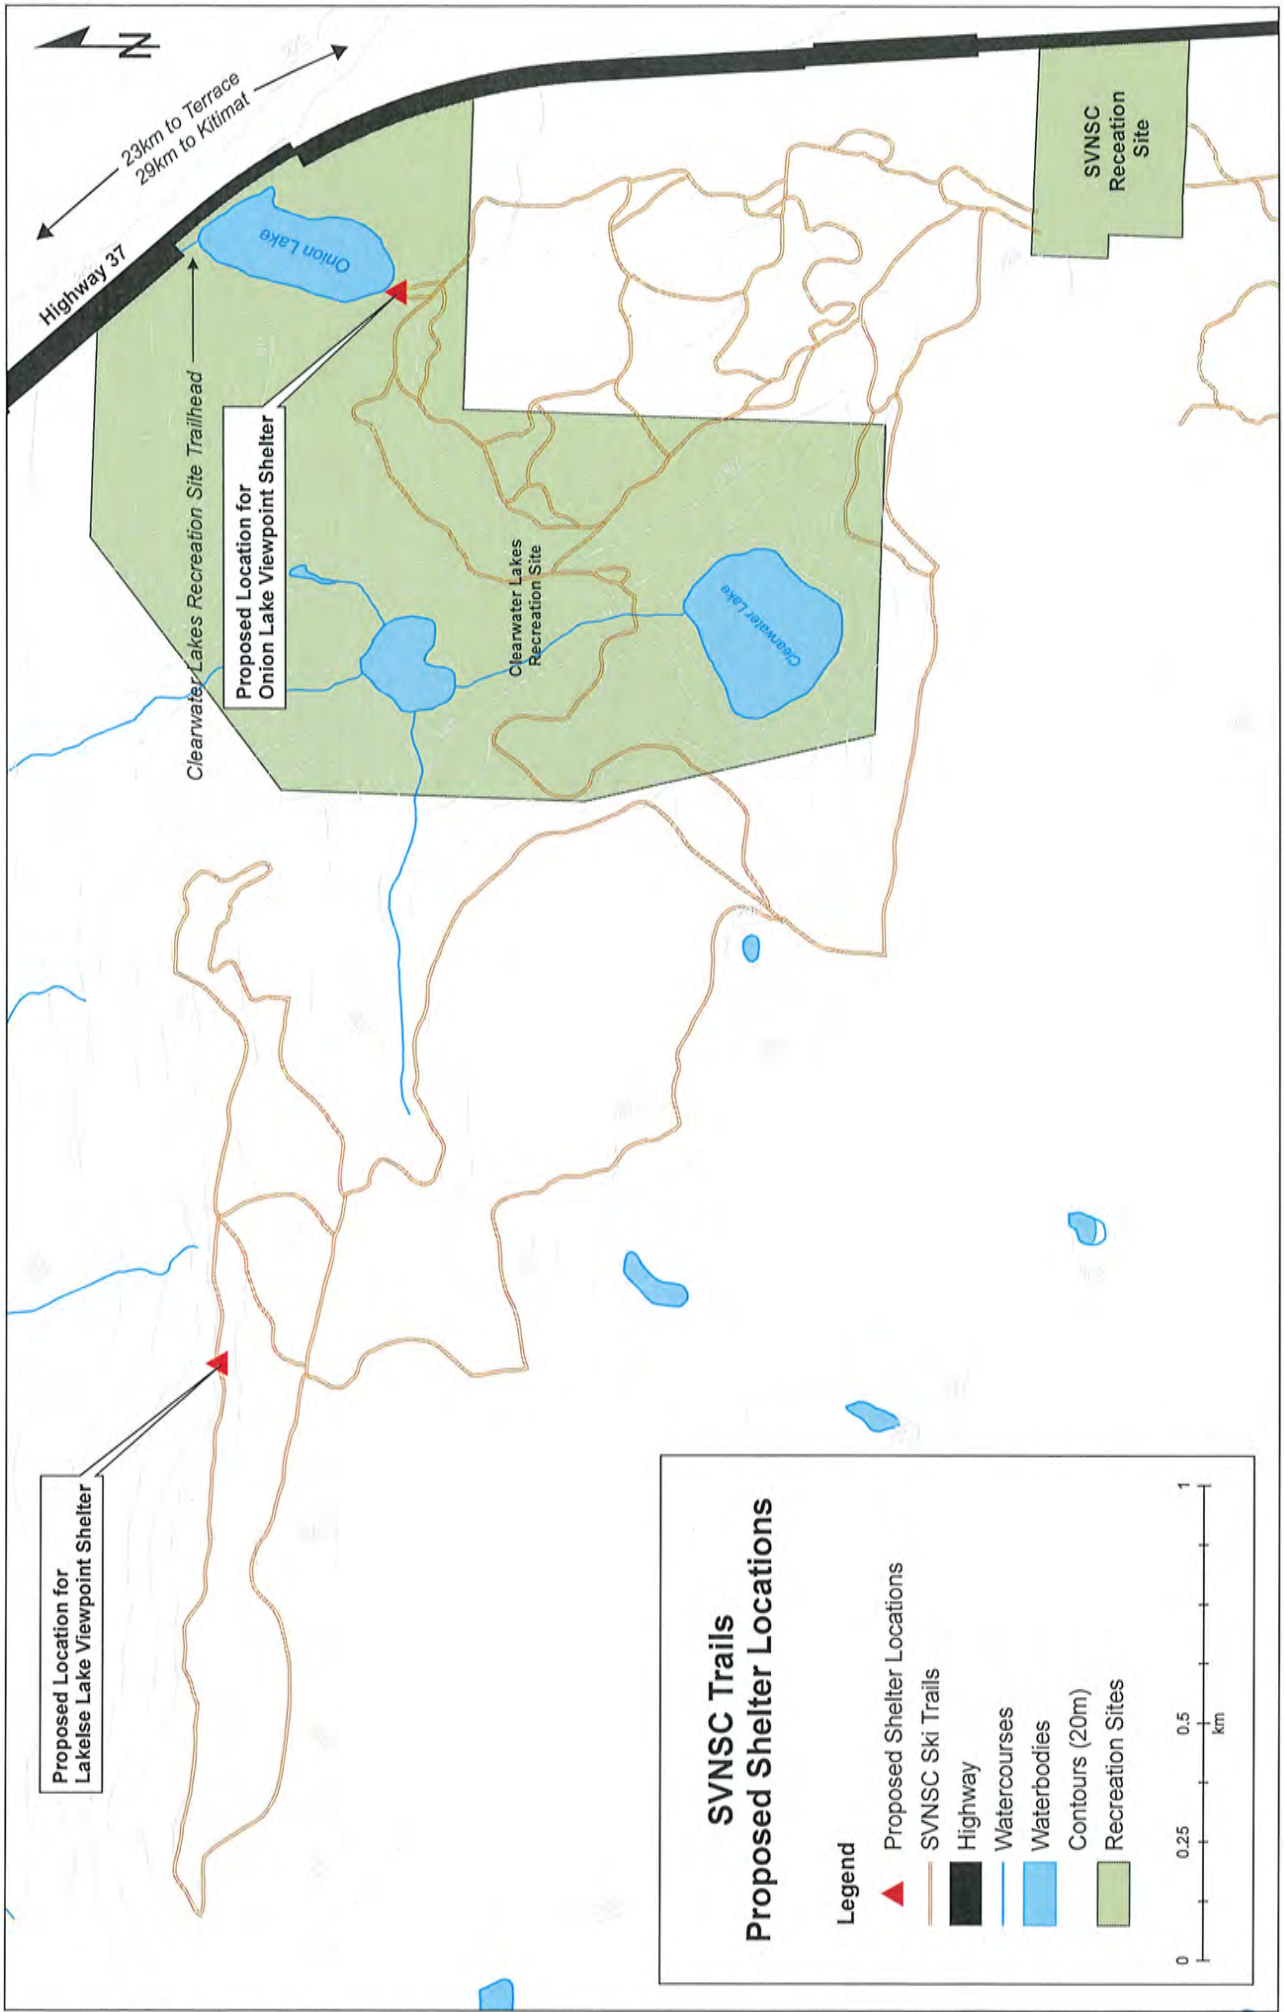 N
23km to Terrace
29km to Kitimat
Highway 37
Onion Lake
Clearwater Lakes Recreation Site Trailhead
Proposed Location for
Onion Lake Viewpoint Shelter
Clearwater Lakes
Recreation Site
Clearwater Lake
SVNSC
Receation
Site
Proposed Location for
Lakelse Lake Viewpoint Shelter
SVNSC Trails
Proposed Shelter Locations
Legend
Proposed Shelter Locations
SVNSC Ski Trails
Highway
Watercourses
Waterbodies
Contours (20m)
Recreation Sites
0 0.25 0.5 1
km